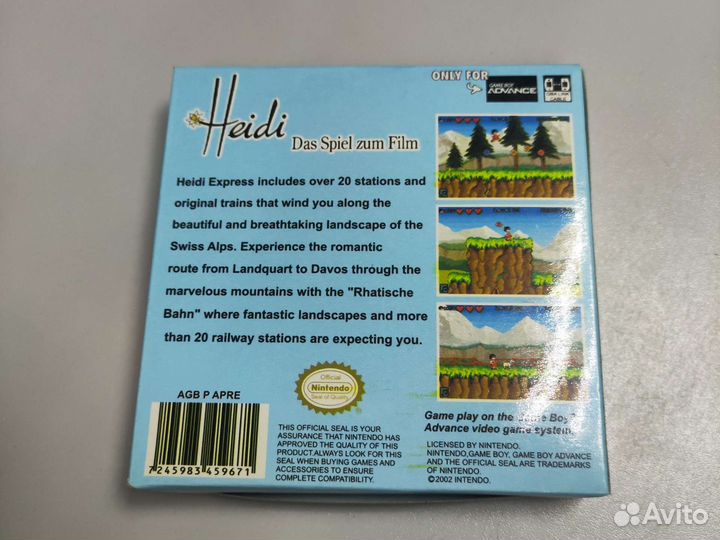 ONLY FOR
GAME BOY
ADVANCE
GAME LINK
CABLE
Heidi
Das Spiel zum Film
Heidi Express includes over 20 stations and
original trains that wind you along the
beautiful and breathtaking landscape of the
Swiss Alps. Experience the romantic
route from Landquart to Davos through the
marvelous mountains with the "Rhatische
Bahn" where fantastic landscapes and more
than 20 railway stations are expecting you.
Official
Nintendo
Seal of Quality
AGB P APRE
7245983459671
THIS OFFICIAL SEAL IS YOUR
ASSURANCE THAT NINTENDO HAS
APPROVED THE QUALITY OF THIS
PRODUCT.ALWAYS LOOK FOR THIS
SEAL WHEN BUYING GAMES AND
ACCESSORIES TO ENSURE
COMPLETE COMPATIBILITY.
Game play on the Game Boy®
Advance video game system.
LICENSED BY NINTENDO.
NINTENDO,GAME BOY, GAME BOY ADVANCE
AND THE OFFICIAL SEAL ARE TRADEMARKS
OF NINTENDO.
©2002 INTENDO.
Avito